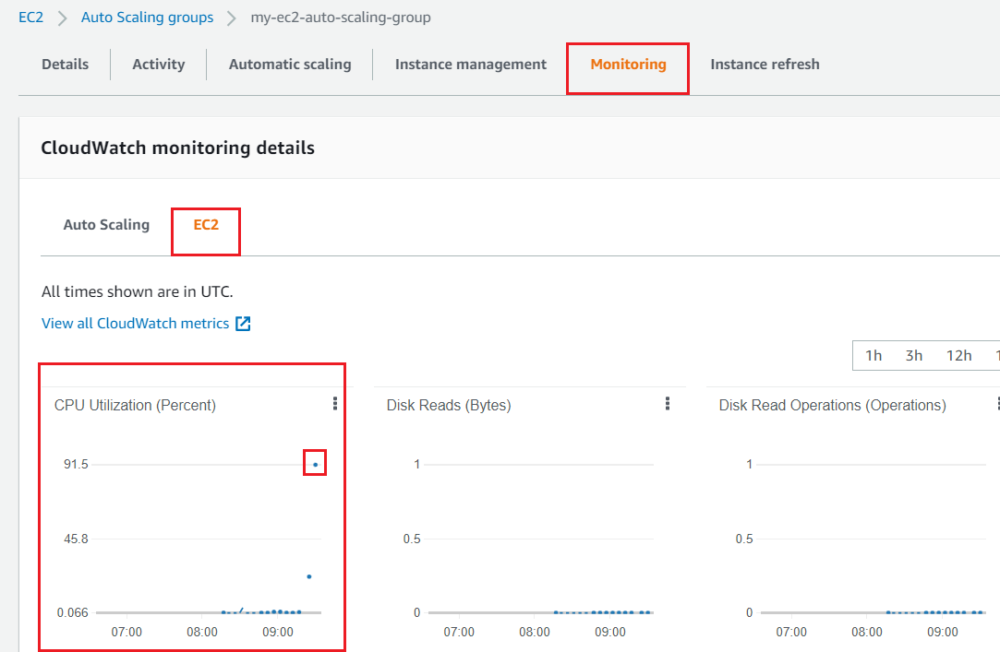 EC2 > Auto Scaling groups > my-ec2-auto-scaling-group
Details Activity Automatic scaling Instance management Monitoring Instance refresh
CloudWatch monitoring details
Auto Scaling EC2
All times shown are in UTC.
View all CloudWatch metrics
1h 3h 12h 1
CPU Utilization (Percent) Disk Reads (Bytes) Disk Read Operations (Operations)
91.5 1 1
45.8 0.5 0.5
0.066 0 0
07:00 08:00 09:00 07:00 08:00 09:00 07:00 08:00 09:00